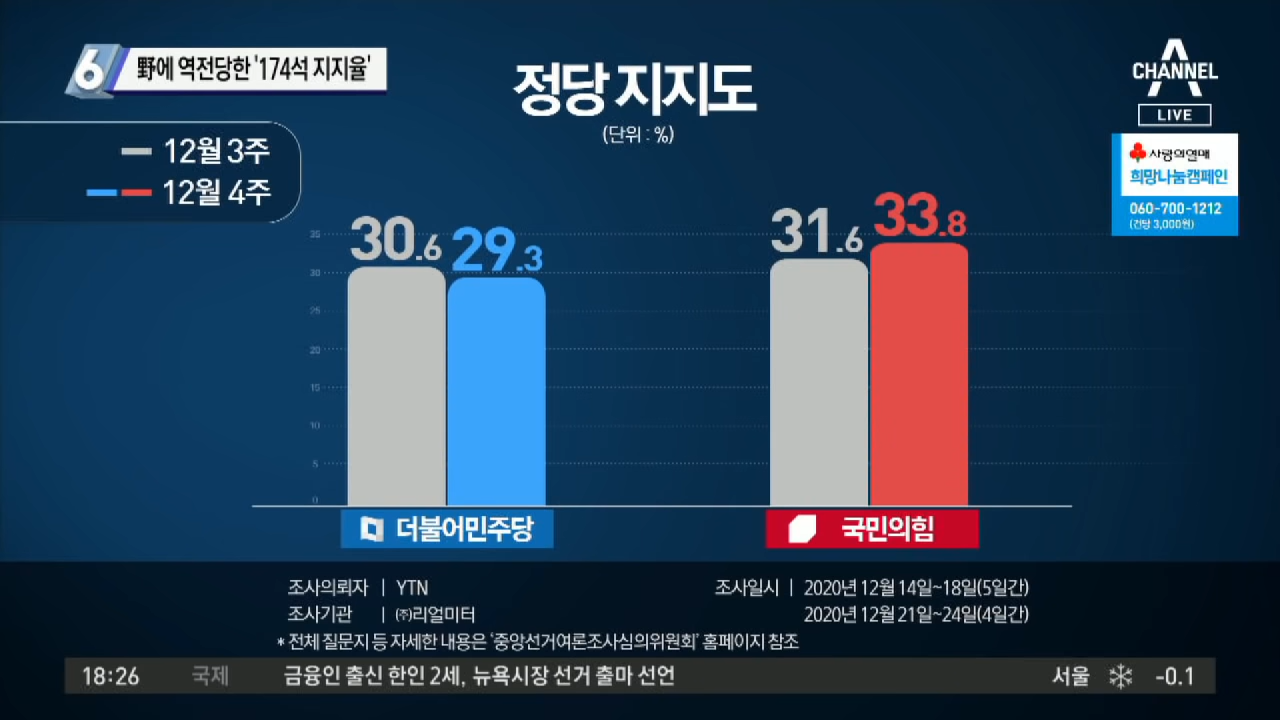 6
野에 역전당한 '174석 지지율'
정당 지지도
(단위 : %)
CHANNEL A
LIVE
사랑의열매
희망나눔캠페인
060-700-1212
(건당 3,000원)
12월 3주
12월 4주
35
30
25
20
15
10
5
0
30.6
29.3
31.6
33.8
더불어민주당
국민의힘
조사의뢰자 | YTN
조사기관 | ㈜리얼미터
조사일시 | 2020년 12월 14일~18일(5일간)
2020년 12월 21일~24일(4일간)
* 전체 질문지 등 자세한 내용은 '중앙선거여론조사심의위원회' 홈페이지 참조
18:26 국제 금융인 출신 한인 2세, 뉴욕시장 선거 출마 선언 서울 -0.1